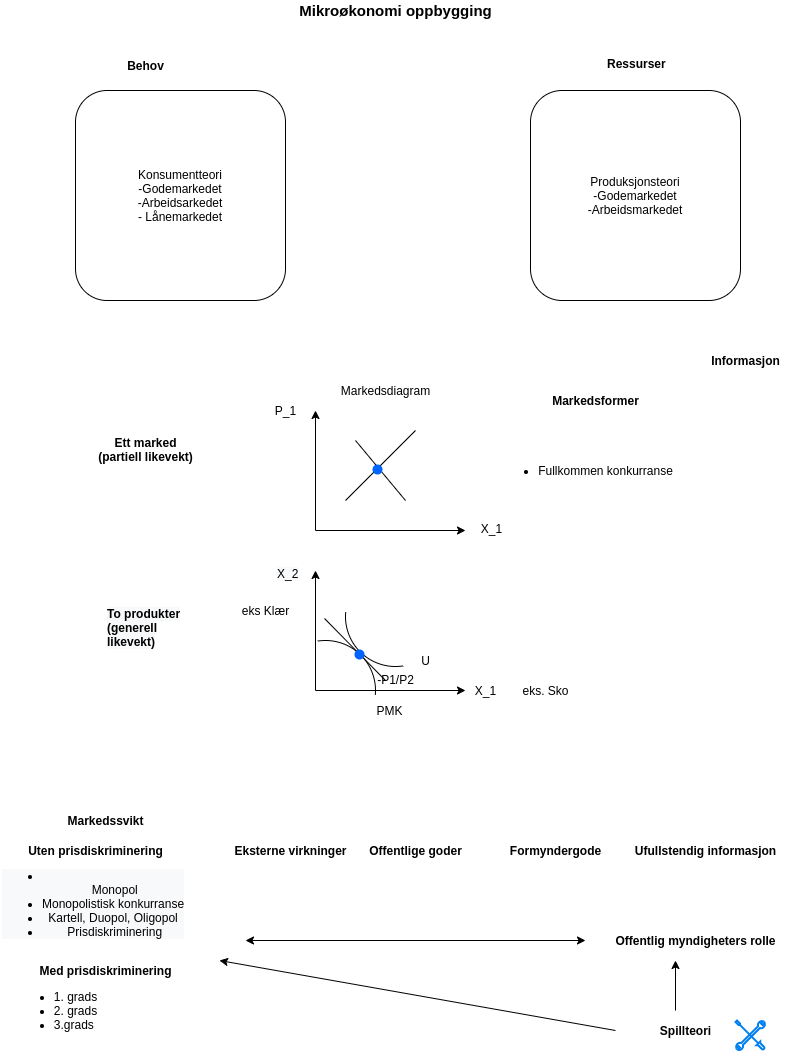 Mikroøkonomi oppbygging
Behov
Ressurser
Konsumentteori
-Godemarkedet
-Arbeidsarkedet
- Lånemarkedet
Produksjonsteori
-Godemarkedet
-Arbeidsmarkedet
Informasjon
Markedsdiagram
Markedsformer
P_1
Ett marked
(partiell likevekt)
Fullkommen konkurranse
X_1
X_2
eks Klær
To produkter
(generell
likevekt)
U
-P1/P2
X_1
eks. Sko
PMK
Markedssvikt
Uten prisdiskriminering
Eksterne virkninger
Offentlige goder
Formyndergode
Ufullstendig informasjon
Monopol
Monopolistisk konkurranse
Kartell, Duopol, Oligopol
Prisdiskriminering
Offentlig myndigheters rolle
Med prisdiskriminering
1. grads
2. grads
3.grads
Spillteori